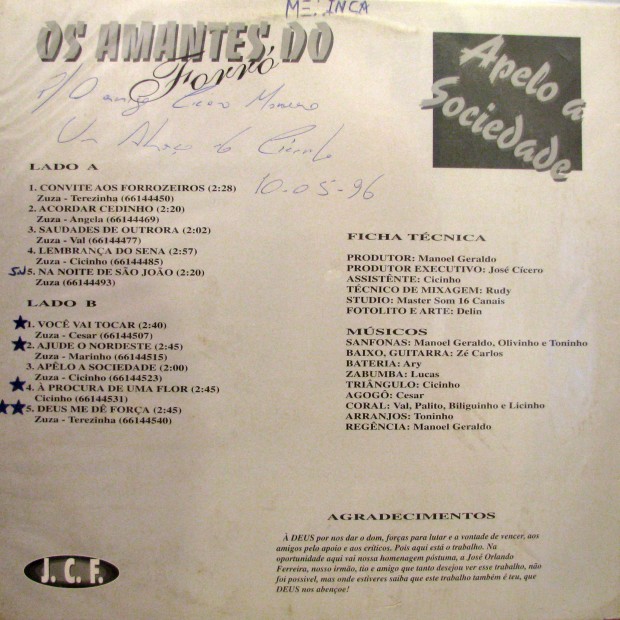 OS AMANTES DO
Forró
Apelo a
Sociedade
10-05-96
LADO A
1. CONVITE AOS FORROZEIROS (2:28)
Zuza - Terezinha (66144450)
2. ACORDAR CEDINHO (2:20)
Zuza - Angela (66144469)
3. SAUDADES DE OUTRORA (2:02)
Zuza - Val (66144477)
4. LEMBRANÇA DO SENA (2:57)
Zuza - Cicinho (66144485)
5. NA NOITE DE SÃO JOÃO (2:20)
Zuza (66144493)
LADO B
1. VOCÊ VAI TOCAR (2:40)
Zuza - Cesar (66144507)
2. AJUDE O NORDESTE (2:45)
Zuza - Marinho (66144515)
3. APÊLO A SOCIEDADE (2:00)
Zuza - Cicinho (66144523)
4. À PROCURA DE UMA FLOR (2:45)
Cicinho (66144531)
5. DEUS ME DÊ FORÇA (2:45)
Zuza - Terezinha (66144540)
FICHA TÉCNICA
PRODUTOR: Manoel Geraldo
PRODUTOR EXECUTIVO: José Cícero
ASSISTÊNTE: Cicinho
TÉCNICO DE MIXAGEM: Rudy
STUDIO: Master Som 16 Canais
FOTOLITO E ARTE: Delin
MÚSICOS
SANFONAS: Manoel Geraldo, Olivinho e Toninho
BAIXO, GUITARRA: Zé Carlos
BATERIA: Ary
ZABUMBA: Lucas
TRIÂNGULO: Cicinho
AGOGÔ: Cesar
CORAL: Val, Palito, Biliguinho e Licinho
ARRANJOS: Toninho
REGÊNCIA: Manoel Geraldo
AGRADECIMENTOS
À DEUS por nos dar o dom, forças para lutar e a vontade de vencer, aos
amigos pelo apoio e aos críticos. Pois aqui está o trabalho. Na
oportunidade aqui vai nossa homenagem póstuma, a José Orlando
Ferreira, nosso irmão, tio e amigo que tanto desejou ver esse trabalho, não
foi possivel, mas onde estiveres saiba que este trabalho também é teu, que
DEUS nos abençoe!
J. C. F.